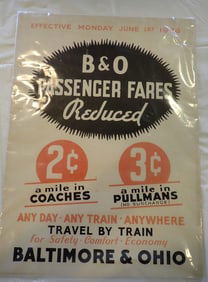 EFFECTIVE MONDAY JUNE 1ST 1936
B&O
PASSENGER FARES
Reduced
2¢ 3¢
a mile in a mile in
COACHES PULLMANS
(NO SURCHARGE)
ANY DAY · ANY TRAIN · ANYWHERE
TRAVEL BY TRAIN
for Safety · Comfort · Economy
BALTIMORE & OHIO